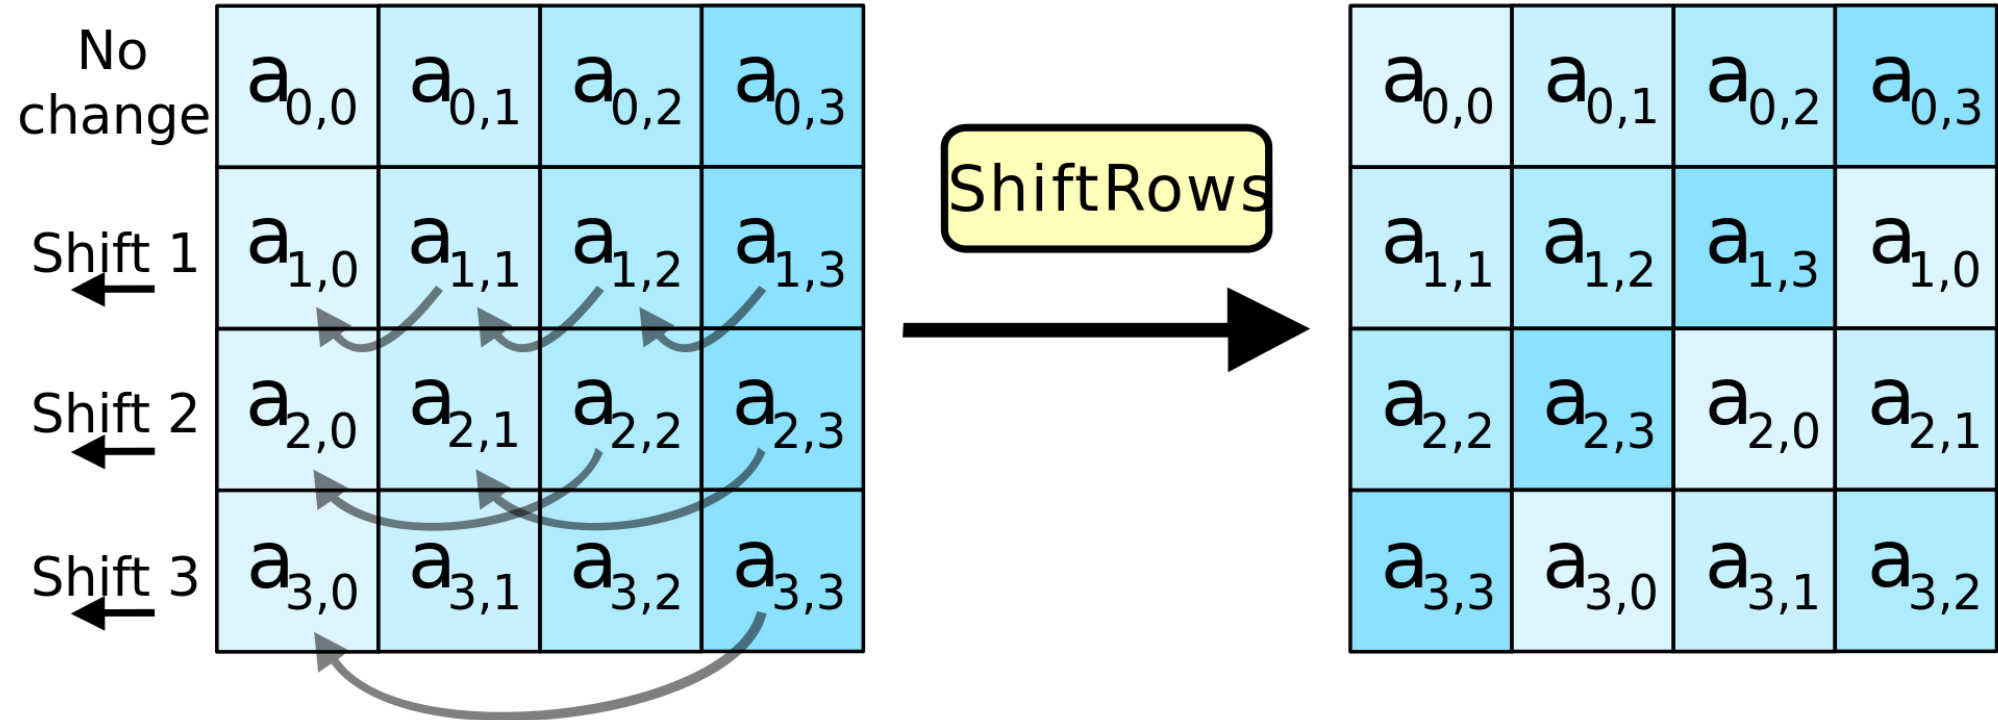 No
change
a0,0 a0,1 a0,2 a0,3
Shift 1
a1,0 a1,1 a1,2 a1,3
Shift 2
a2,0 a2,1 a2,2 a2,3
Shift 3
a3,0 a3,1 a3,2 a3,3
ShiftRows
a0,0 a0,1 a0,2 a0,3
a1,1 a1,2 a1,3 a1,0
a2,2 a2,3 a2,0 a2,1
a3,3 a3,0 a3,1 a3,2